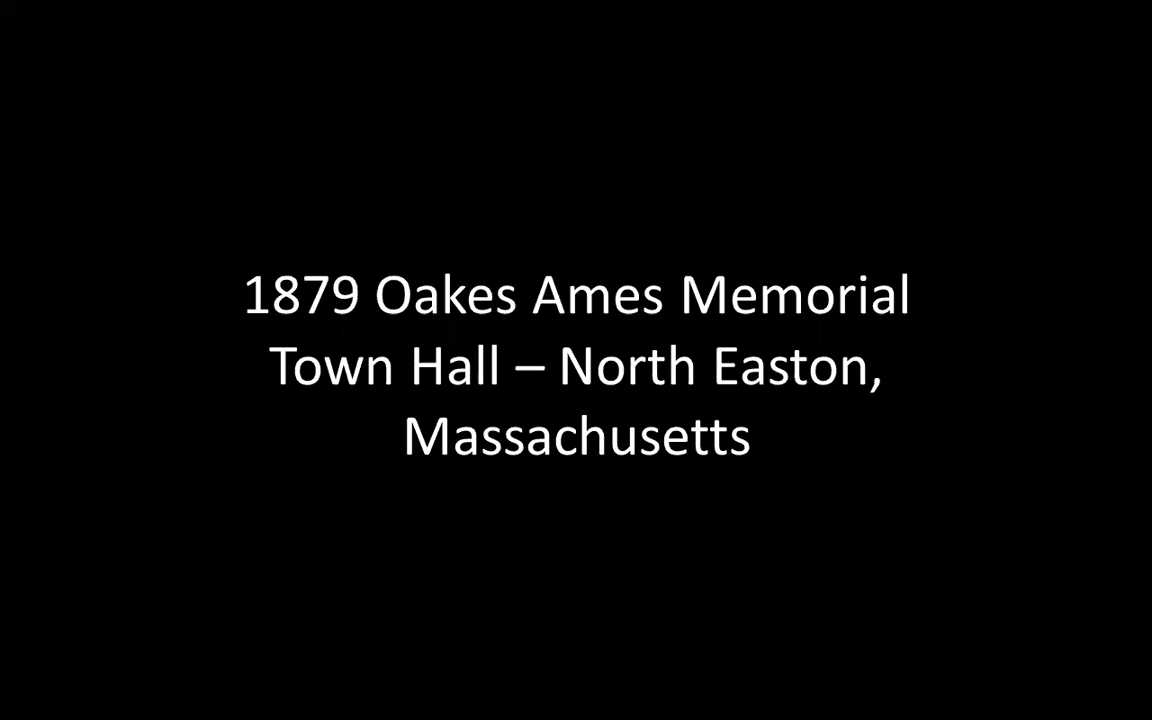 1879 Oakes Ames Memorial
Town Hall – North Easton,
Massachusetts